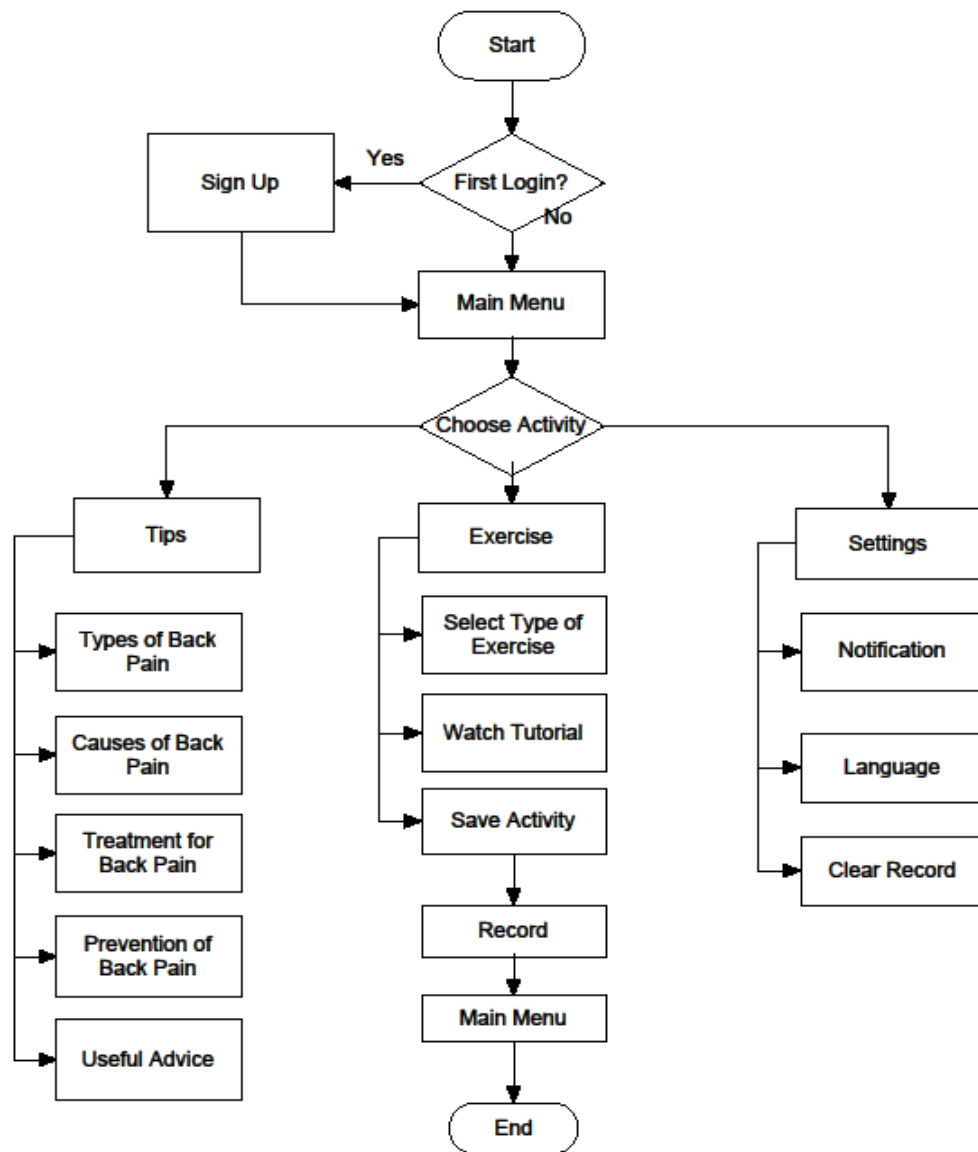 Start
Yes
Sign Up
First Login?
No
Main Menu
Choose Activity
Tips
Types of Back
Pain
Causes of Back
Pain
Treatment for
Back Pain
Prevention of
Back Pain
Useful Advice
Exercise
Select Type of
Exercise
Watch Tutorial
Save Activity
Record
Main Menu
End
Settings
Notification
Language
Clear Record